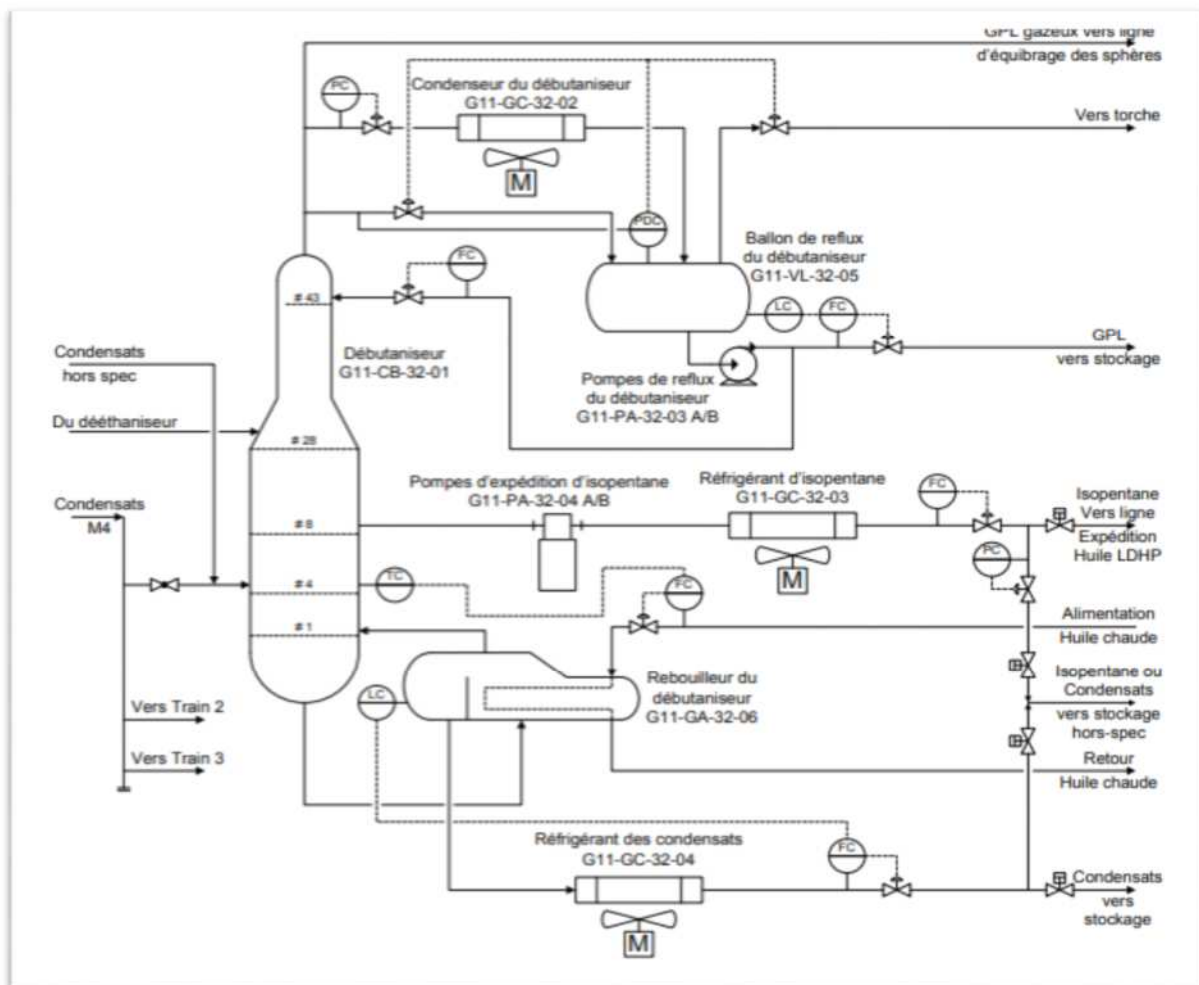 GPL gazeux vers ligne
d'équibrage des sphères
Condenseur du débutaniseur
G11-GC-32-02
PC
Vers torche
M
PDC
Ballon de reflux
du débutaniseur
G11-VL-32-05
FC
# 43
LC
FC
GPL
vers stockage
Condensats
hors spec
Débutaniseur
G11-CB-32-01
Pompes de reflux
du débutaniseur
G11-PA-32-03 A/B
Du dééthaniseur
# 28
Pompes d'expédition d'isopentane
G11-PA-32-04 A/B
Réfrigérant d'isopentane
G11-GC-32-03
FC
Isopentane
Vers ligne
Expédition
Huile LDHP
Condensats
M4
# 8
PC
M
# 4
TC
FC
Alimentation
Huile chaude
# 1
Rebouilleur du
débutaniseur
G11-GA-32-06
LC
Isopentane ou
Condensats
vers stockage
hors-spec
Vers Train 2
Vers Train 3
Retour
Huile chaude
Réfrigérant des condensats
G11-GC-32-04
FC
M
Condensats
vers
stockage